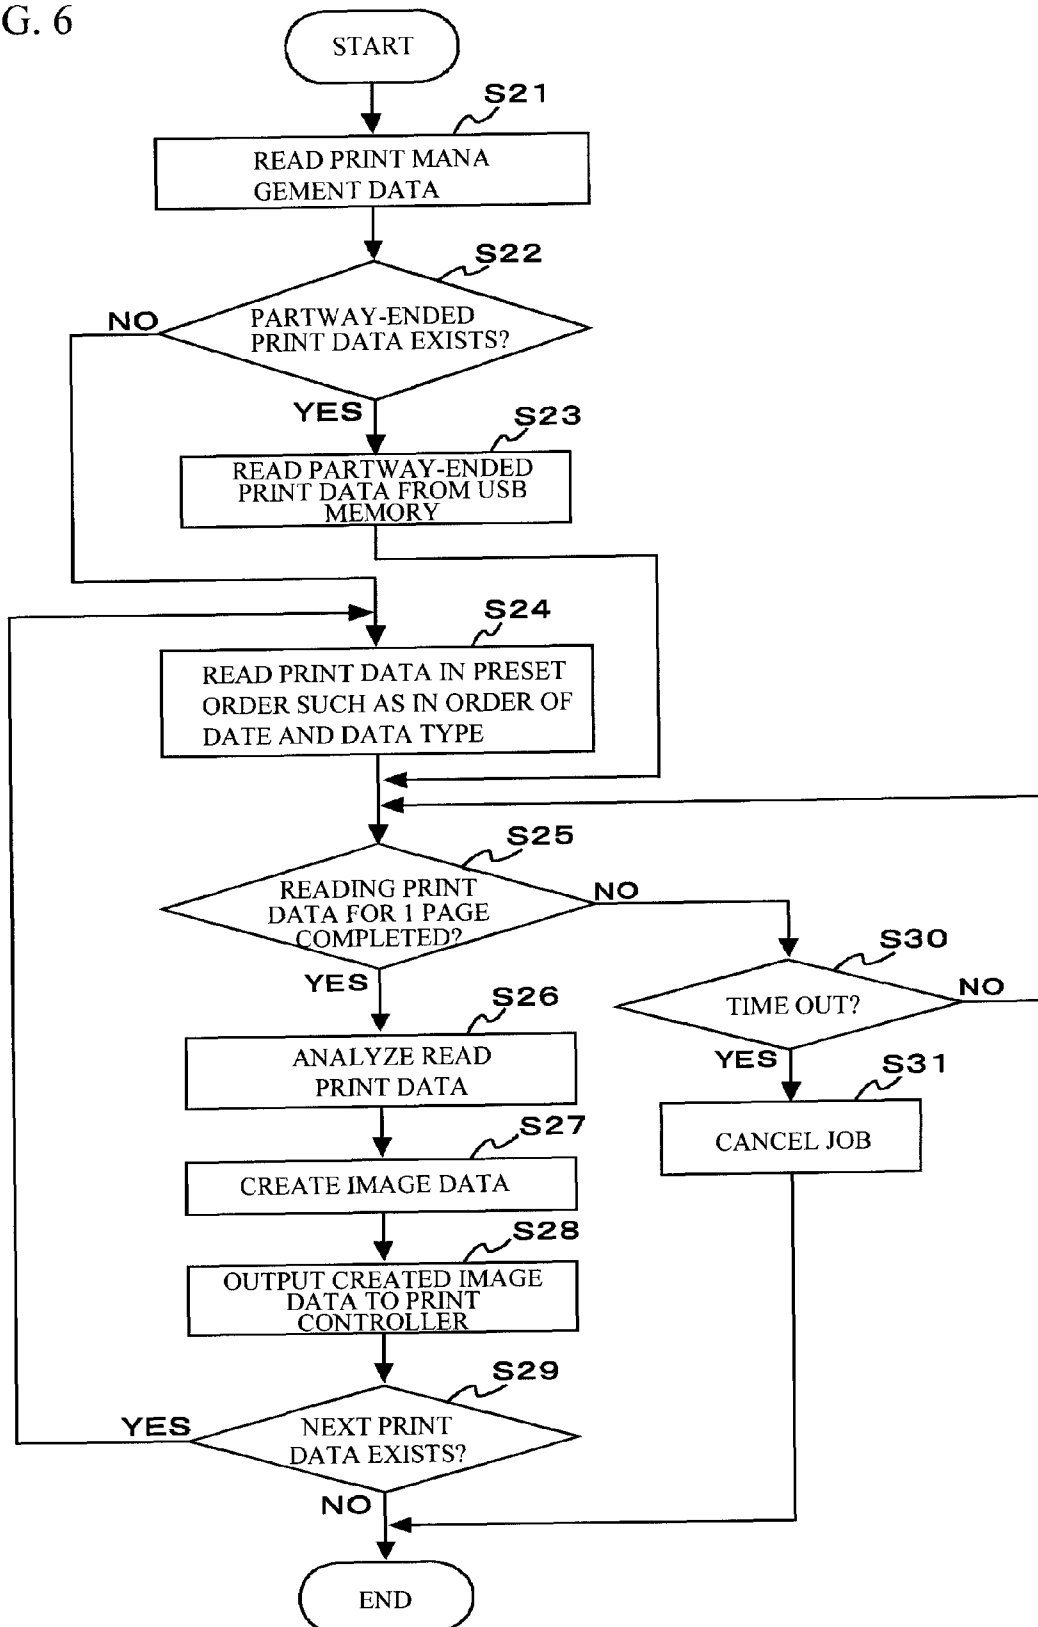 G. 6
START
S21
READ PRINT MANA
GEMENT DATA
S22
NO
PARTWAY-ENDED
PRINT DATA EXISTS?
YES
S23
READ PARTWAY-ENDED
PRINT DATA FROM USB
MEMORY
S24
READ PRINT DATA IN PRESET
ORDER SUCH AS IN ORDER OF
DATE AND DATA TYPE
S25
READING PRINT
DATA FOR 1 PAGE
COMPLETED?
NO
YES
S30
TIME OUT?
NO
YES
S26
ANALYZE READ
PRINT DATA
S31
CANCEL JOB
S27
CREATE IMAGE DATA
S28
OUTPUT CREATED IMAGE
DATA TO PRINT
CONTROLLER
S29
YES
NEXT PRINT
DATA EXISTS?
NO
END